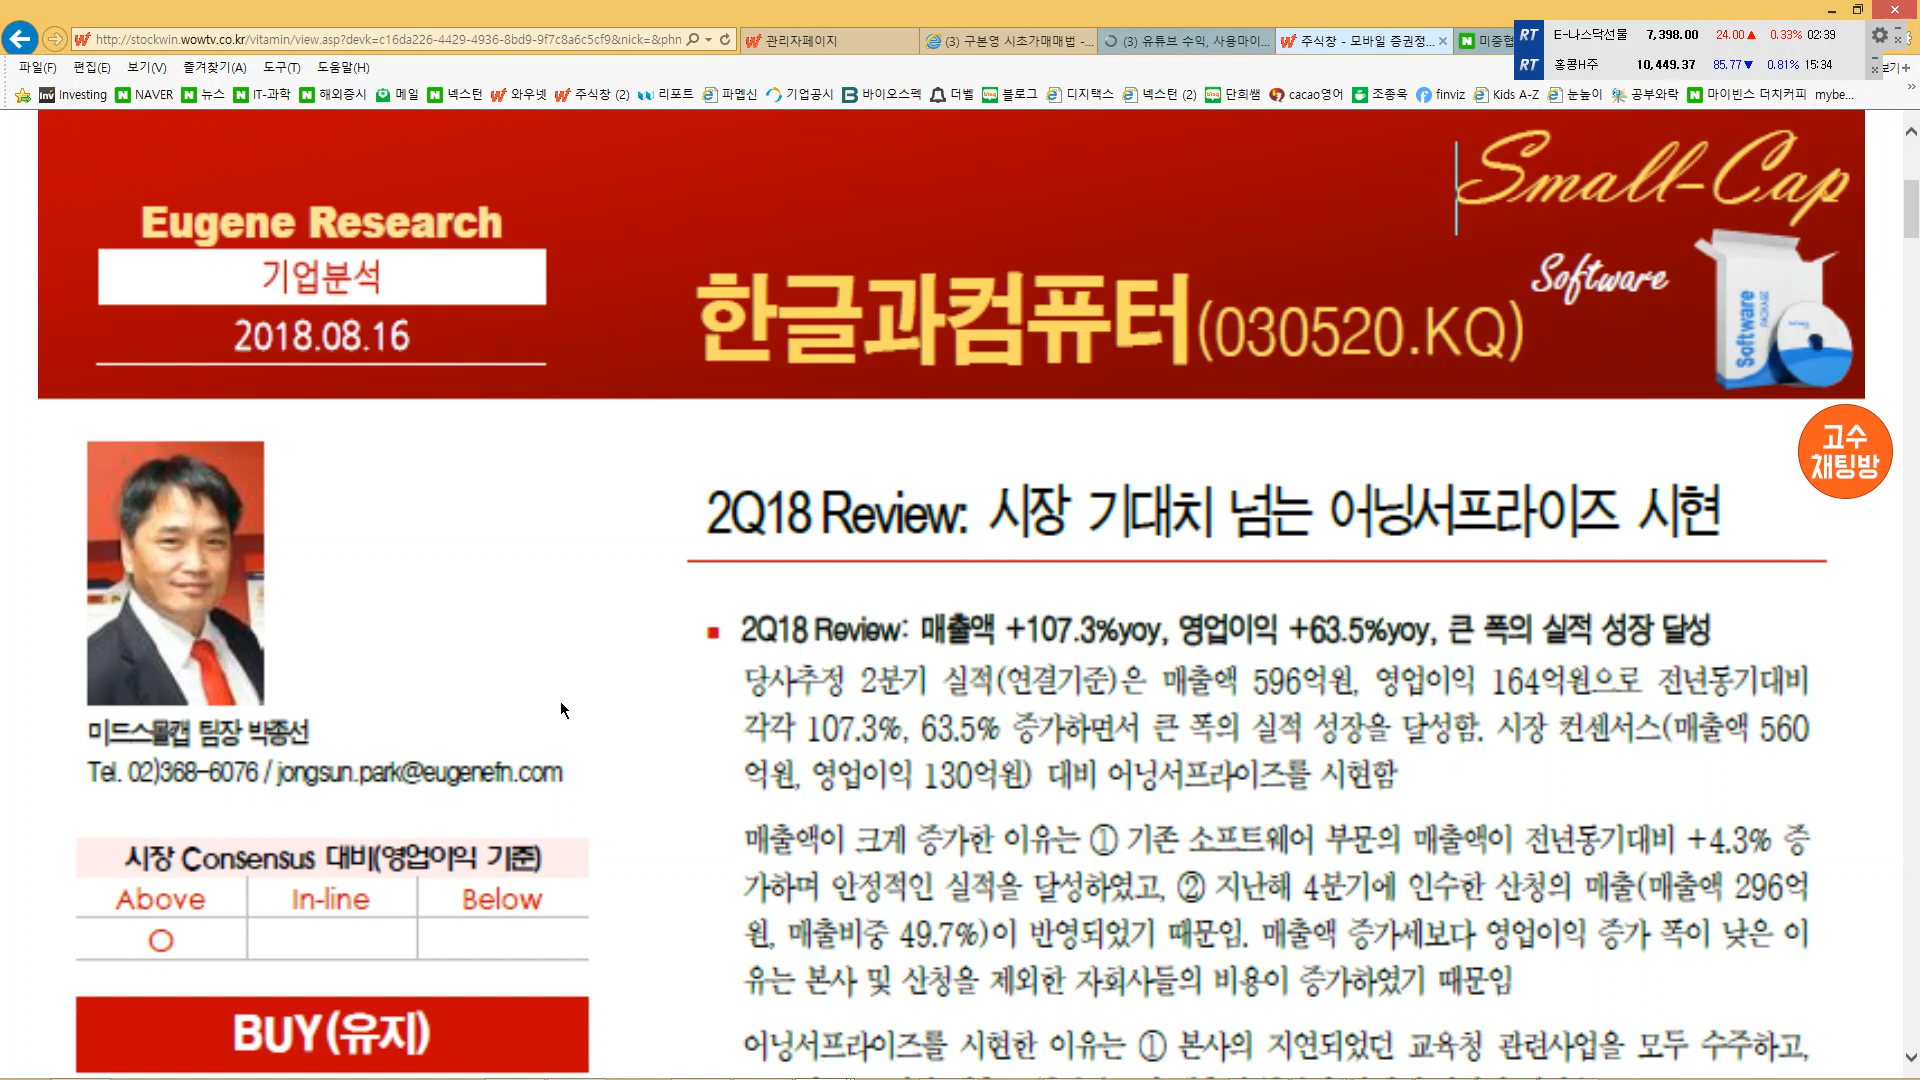 http://stockwin.wowtv.co.kr/vitamin/view.asp?devk=c16da226-4429-4936-8bd9-9f7c8a6c5cf9&nick=&phn
관리자페이지
(3) 구본영 시초가매매법 -...
(3) 유튜브 수익, 사용마이...
주식창 - 모바일 증권정...
미중협
RT E-나스닥선물 7,398.00 24.00▲ 0.33% 02:39
RT 홍콩H주 10,449.37 85.77▼ 0.81% 15:34
파일(F) 편집(E) 보기(V) 즐겨찾기(A) 도구(T) 도움말(H)
Investing NAVER 뉴스 IT-과학 해외증시 메일 넥스턴 와우넷 주식창 (2) 리포트 파멥신 기업공시 바이오스펙 더벨 블로그 디지택스 넥스턴 (2) 단희쌤 cacao영어 조종욱 finviz Kids A-Z 눈높이 공부와락 마이빈스 더치커피 mybe...
Small-Cap
Eugene Research
기업분석
2018.08.16
한글과컴퓨터(030520.KQ)
Software
Software
고수
채팅방
2Q18 Review: 시장 기대치 넘는 어닝서프라이즈 시현
■ 2Q18 Review: 매출액 +107.3%yoy, 영업이익 +63.5%yoy, 큰 폭의 실적 성장 달성
당사추정 2분기 실적(연결기준)은 매출액 596억원, 영업이익 164억원으로 전년동기대비
각각 107.3%, 63.5% 증가하면서 큰 폭의 실적 성장을 달성함. 시장 컨센서스(매출액 560
억원, 영업이익 130억원) 대비 어닝서프라이즈를 시현함
매출액이 크게 증가한 이유는 ① 기존 소프트웨어 부문의 매출액이 전년동기대비 +4.3% 증
가하며 안정적인 실적을 달성하였고, ② 지난해 4분기에 인수한 산청의 매출(매출액 296억
원, 매출비중 49.7%)이 반영되었기 때문임. 매출액 증가세보다 영업이익 증가 폭이 낮은 이
유는 본사 및 산청을 제외한 자회사들의 비용이 증가하였기 때문임
어닝서프라이즈를 시현한 이유는 ① 본사의 지연되었던 교육청 관련사업을 모두 수주하고,
미드스몰캡 팀장 박종선
Tel. 02)368-6076 / jongsun.park@eugenefn.com
시장 Consensus 대비(영업이익 기준)
Above In-line Below
O
BUY(유지)